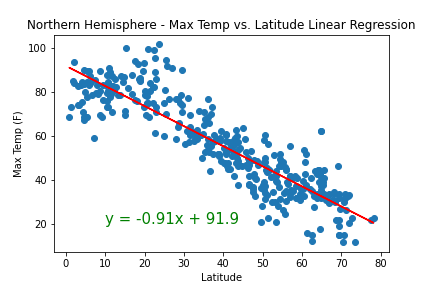 Northern Hemisphere - Max Temp vs. Latitude Linear Regression
100
80
60
40
20
Max Temp (F)
y = -0.91x + 91.9
0 10 20 30 40 50 60 70 80
Latitude